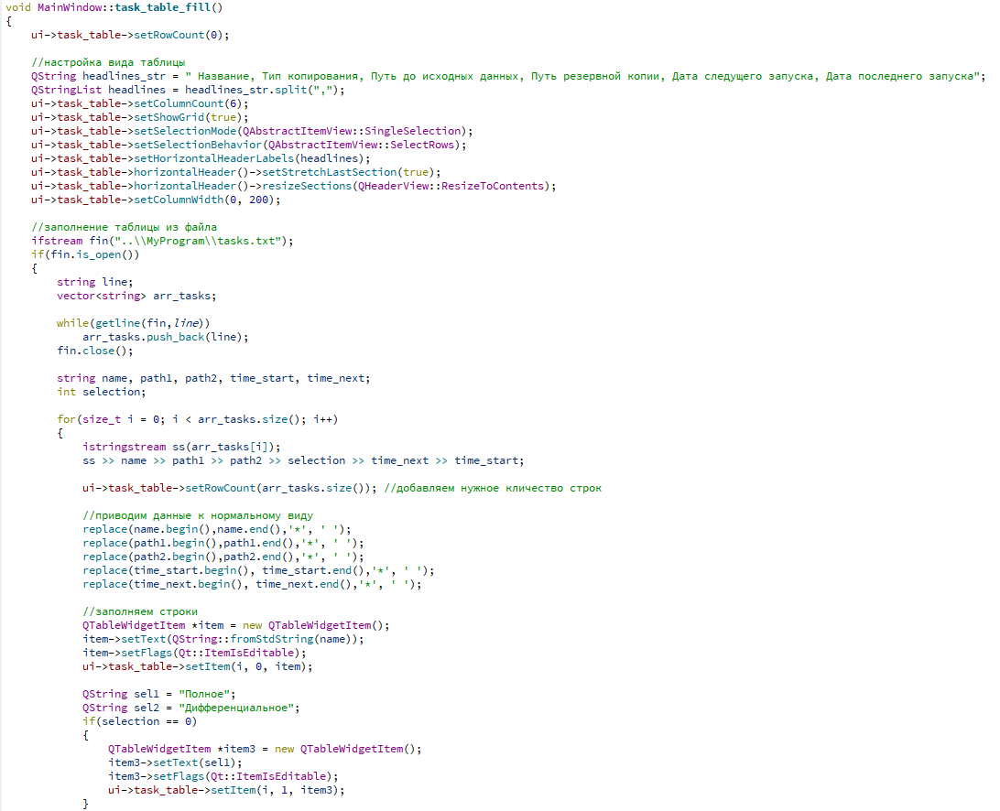 void MainWindow::task_table_fill()
{
    ui->task_table->setRowCount(0);

    //настройка вида таблицы
    QString headlines_str = " Название, Тип копирования, Путь до исходных данных, Путь резервной копии, Дата следущего запуска, Дата последнего запуска";
    QStringList headlines = headlines_str.split(",");
    ui->task_table->setColumnCount(6);
    ui->task_table->setShowGrid(true);
    ui->task_table->setSelectionMode(QAbstractItemView::SingleSelection);
    ui->task_table->setSelectionBehavior(QAbstractItemView::SelectRows);
    ui->task_table->setHorizontalHeaderLabels(headlines);
    ui->task_table->horizontalHeader()->setStretchLastSection(true);
    ui->task_table->horizontalHeader()->resizeSections(QHeaderView::ResizeToContents);
    ui->task_table->setColumnWidth(0, 200);

    //заполнение таблицы из файла
    ifstream fin("..\\MyProgram\\tasks.txt");
    if(fin.is_open())
    {
        string line;
        vector<string> arr_tasks;

        while(getline(fin,line))
            arr_tasks.push_back(line);
        fin.close();

        string name, path1, path2, time_start, time_next;
        int selection;

        for(size_t i = 0; i < arr_tasks.size(); i++)
        {
            istringstream ss(arr_tasks[i]);
            ss >> name >> path1 >> path2 >> selection >> time_next >> time_start;

            ui->task_table->setRowCount(arr_tasks.size()); //добавляем нужное кличество строк

            //приводим данные к нормальному виду
            replace(name.begin(),name.end(),'*', ' ');
            replace(path1.begin(),path1.end(),'*', ' ');
            replace(path2.begin(),path2.end(),'*', ' ');
            replace(time_start.begin(), time_start.end(),'*', ' ');
            replace(time_next.begin(), time_next.end(),'*', ' ');

            //заполняем строки
            QTableWidgetItem *item = new QTableWidgetItem();
            item->setText(QString::fromStdString(name));
            item->setFlags(Qt::ItemIsEditable);
            ui->task_table->setItem(i, 0, item);

            QString sel1 = "Полное";
            QString sel2 = "Дифференциальное";
            if(selection == 0)
            {
                QTableWidgetItem *item3 = new QTableWidgetItem();
                item3->setText(sel1);
                item3->setFlags(Qt::ItemIsEditable);
                ui->task_table->setItem(i, 1, item3);
            }